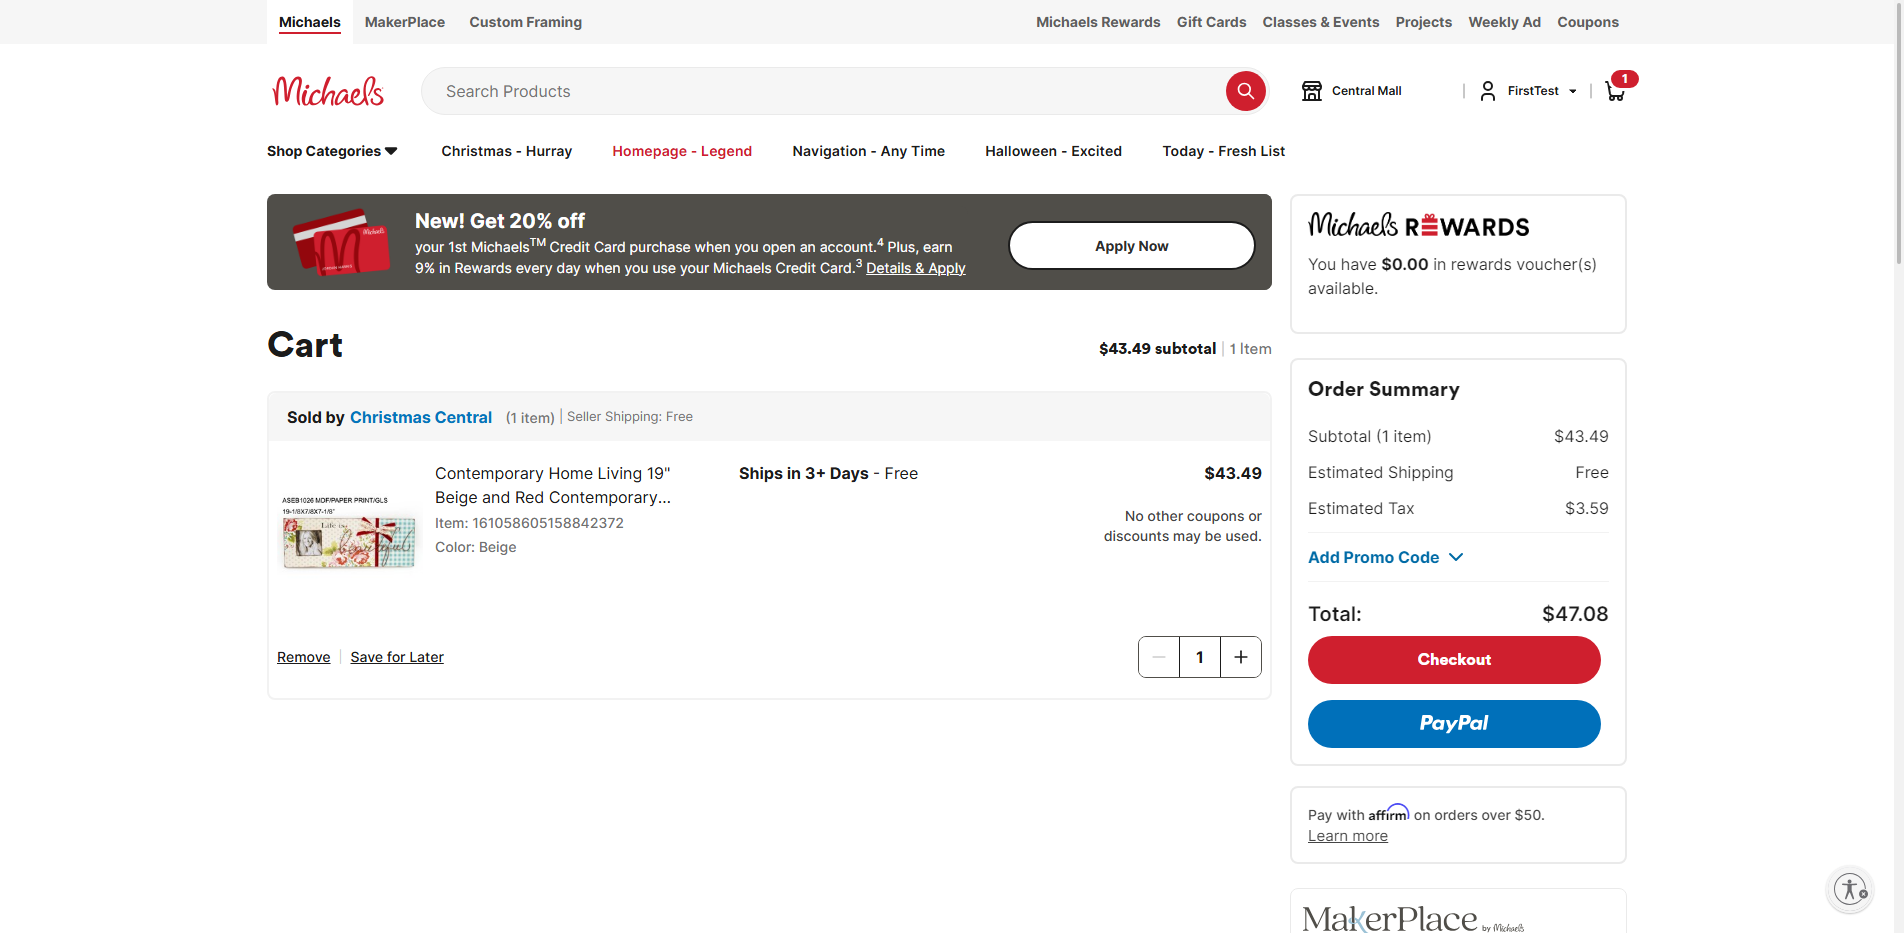 Michaels MakerPlace Custom Framing Michaels Rewards Gift Cards Classes & Events Projects Weekly Ad Coupons
Michaels Search Products Central Mall | FirstTest | 1
Shop Categories Christmas - Hurray Homepage - Legend Navigation - Any Time Halloween - Excited Today - Fresh List
New! Get 20% off
your 1st Michaels™ Credit Card purchase when you open an account.⁴ Plus, earn
9% in Rewards every day when you use your Michaels Credit Card.³ Details & Apply
Apply Now
Michaels REWARDS
You have $0.00 in rewards voucher(s)
available.
Cart
$43.49 subtotal | 1 Item
Sold by Christmas Central (1 item) | Seller Shipping: Free
ASEB1026 MDF/PAPER PRINT/GLS
19-1/8X7/8X7-1/8"
Life is
beautiful
Contemporary Home Living 19"
Beige and Red Contemporary...
Item: 161058605158842372
Color: Beige
Ships in 3+ Days - Free
$43.49
No other coupons or
discounts may be used.
Remove | Save for Later
− 1 +
Order Summary
Subtotal (1 item) $43.49
Estimated Shipping Free
Estimated Tax $3.59
Add Promo Code
Total: $47.08
Checkout
PayPal
Pay with affirm on orders over $50.
Learn more
MakerPlace by Michaels